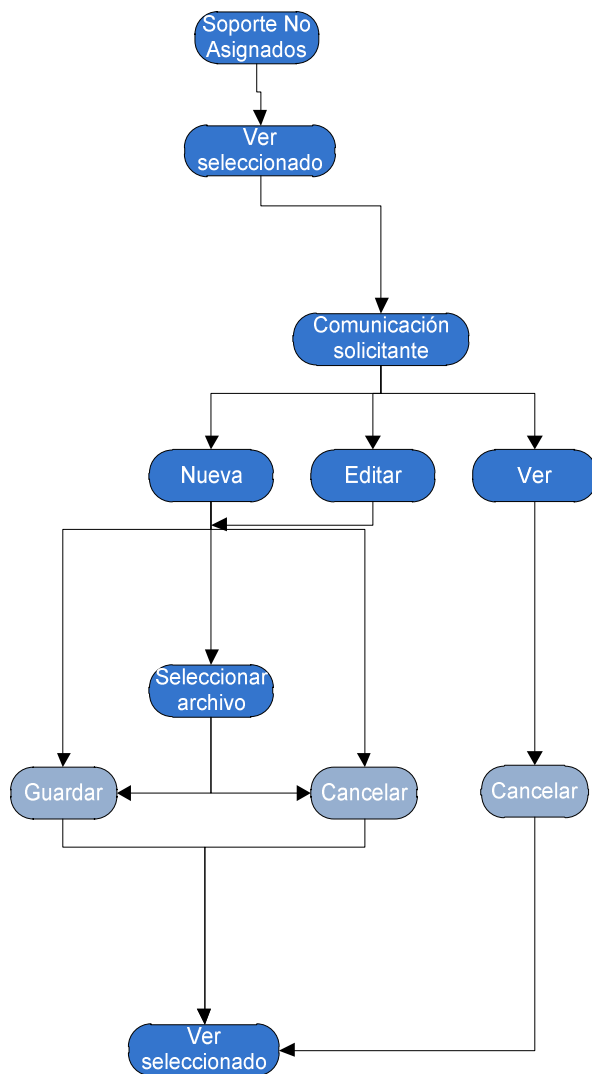 Soporte No
Asignados
Ver
seleccionado
Comunicación
solicitante
Nueva
Editar
Ver
Seleccionar
archivo
Guardar
Cancelar
Cancelar
Ver
seleccionado